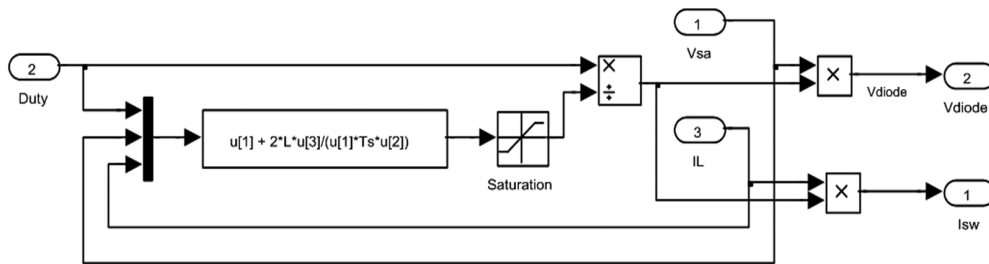 1
Vsa
2
Duty
×
÷
×
Vdiode
2
Vdiode
u[1] + 2*L*u[3]/(u[1]*Ts*u[2])
Saturation
3
IL
×
1
Isw